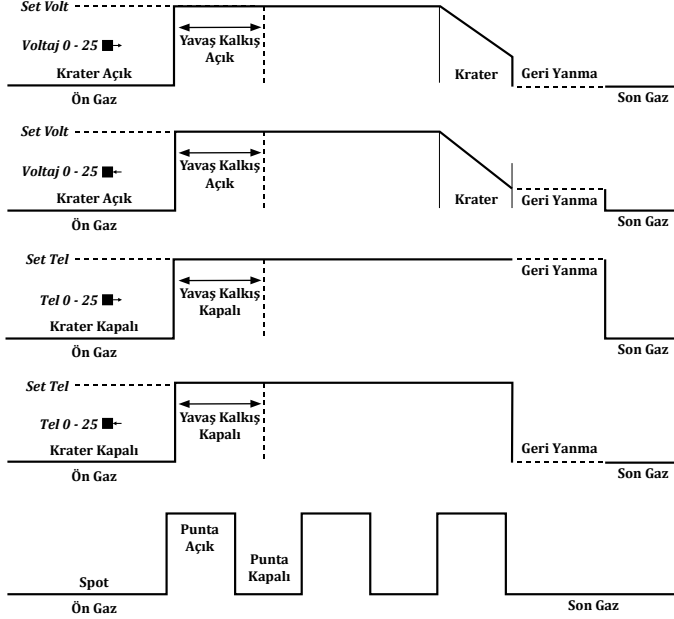 Set Volt
Yavaş Kalkış
Açık
Voltaj 0 - 25
Krater Açık
Krater
Geri Yanma
Ön Gaz
Son Gaz
Set Volt
Yavaş Kalkış
Açık
Voltaj 0 - 25
Krater Açık
Krater
Geri Yanma
Ön Gaz
Son Gaz
Set Tel
Geri Yanma
Yavaş Kalkış
Kapalı
Tel 0 - 25
Krater Kapalı
Ön Gaz
Son Gaz
Set Tel
Yavaş Kalkış
Kapalı
Tel 0 - 25
Krater Kapalı
Geri Yanma
Ön Gaz
Son Gaz
Punta
Açık
Punta
Kapalı
Spot
Ön Gaz
Son Gaz